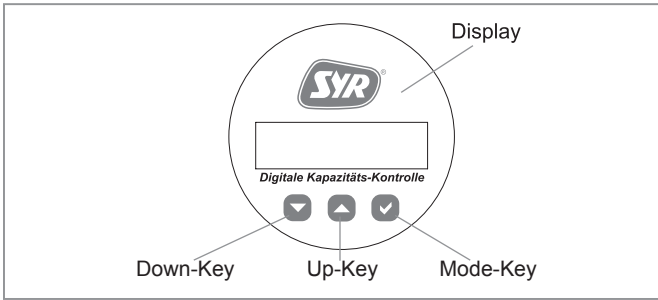 Display
SYR®
Digitale Kapazitäts-Kontrolle
Down-Key Up-Key Mode-Key